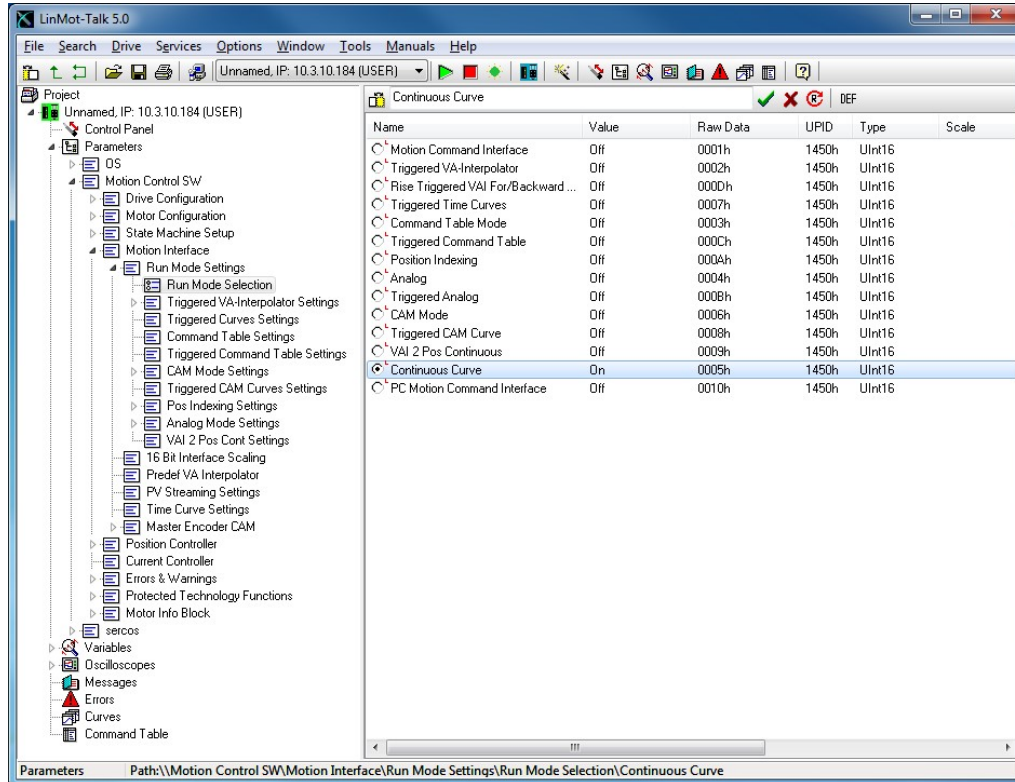 LinMot-Talk 5.0
File Search Drive Services Options Window Tools Manuals Help
Unnamed, IP: 10.3.10.184 (USER)
Project
Unnamed, IP: 10.3.10.184 (USER)
Control Panel
Parameters
OS
Motion Control SW
Drive Configuration
Motor Configuration
State Machine Setup
Motion Interface
Run Mode Settings
Run Mode Selection
Triggered VA-Interpolator Settings
Triggered Curves Settings
Command Table Settings
Triggered Command Table Settings
CAM Mode Settings
Triggered CAM Curves Settings
Pos Indexing Settings
Analog Mode Settings
VAI 2 Pos Cont Settings
16 Bit Interface Scaling
Predef VA Interpolator
PV Streaming Settings
Time Curve Settings
Master Encoder CAM
Position Controller
Current Controller
Errors & Warnings
Protected Technology Functions
Motor Info Block
sercos
Variables
Oscilloscopes
Messages
Errors
Curves
Command Table
Continuous Curve DEF
Name Value Raw Data UPID Type Scale
Motion Command Interface Off 0001h 1450h UInt16
Triggered VA-Interpolator Off 0002h 1450h UInt16
Rise Triggered VAI For/Backward ... Off 000Dh 1450h UInt16
Triggered Time Curves Off 0007h 1450h UInt16
Command Table Mode Off 0003h 1450h UInt16
Triggered Command Table Off 000Ch 1450h UInt16
Position Indexing Off 000Ah 1450h UInt16
Analog Off 0004h 1450h UInt16
Triggered Analog Off 000Bh 1450h UInt16
CAM Mode Off 0006h 1450h UInt16
Triggered CAM Curve Off 0008h 1450h UInt16
VAI 2 Pos Continuous Off 0009h 1450h UInt16
Continuous Curve On 0005h 1450h UInt16
PC Motion Command Interface Off 0010h 1450h UInt16
Parameters Path:\\Motion Control SW\Motion Interface\Run Mode Settings\Run Mode Selection\Continuous Curve